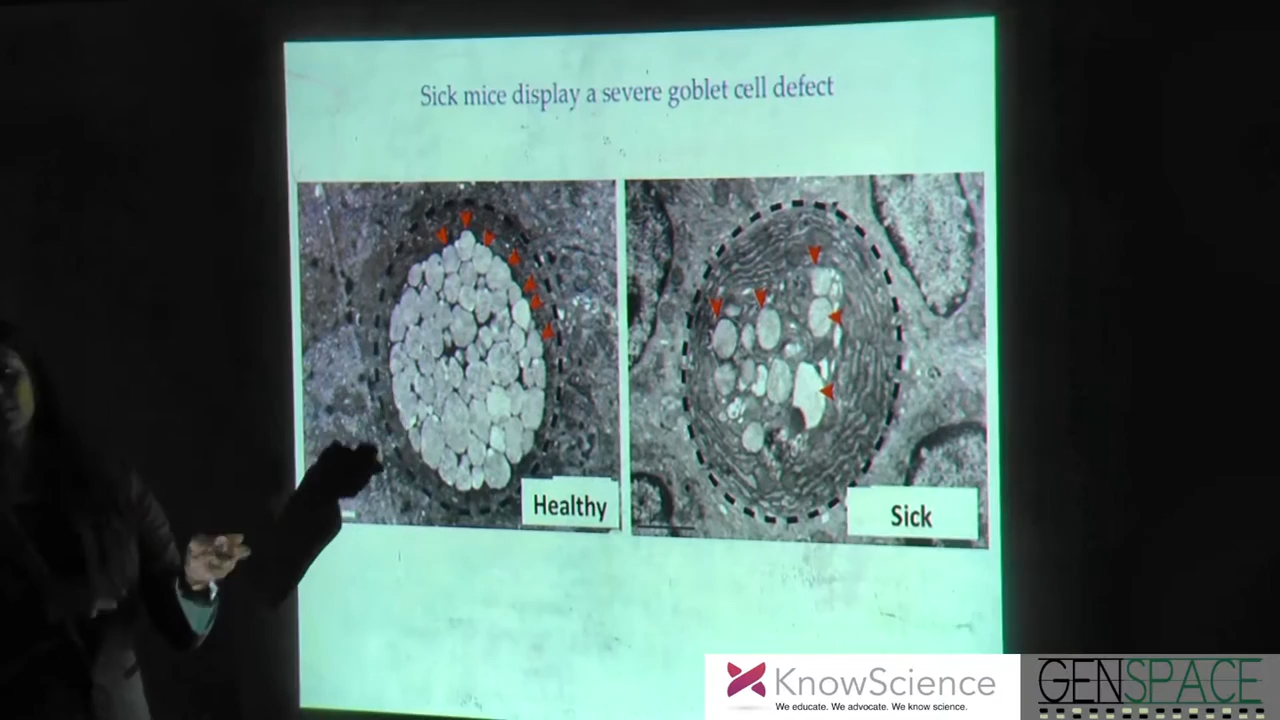 Sick mice display a severe goblet cell defect
Healthy
Sick
KnowScience
We educate. We advocate. We know science.
GENSPACE